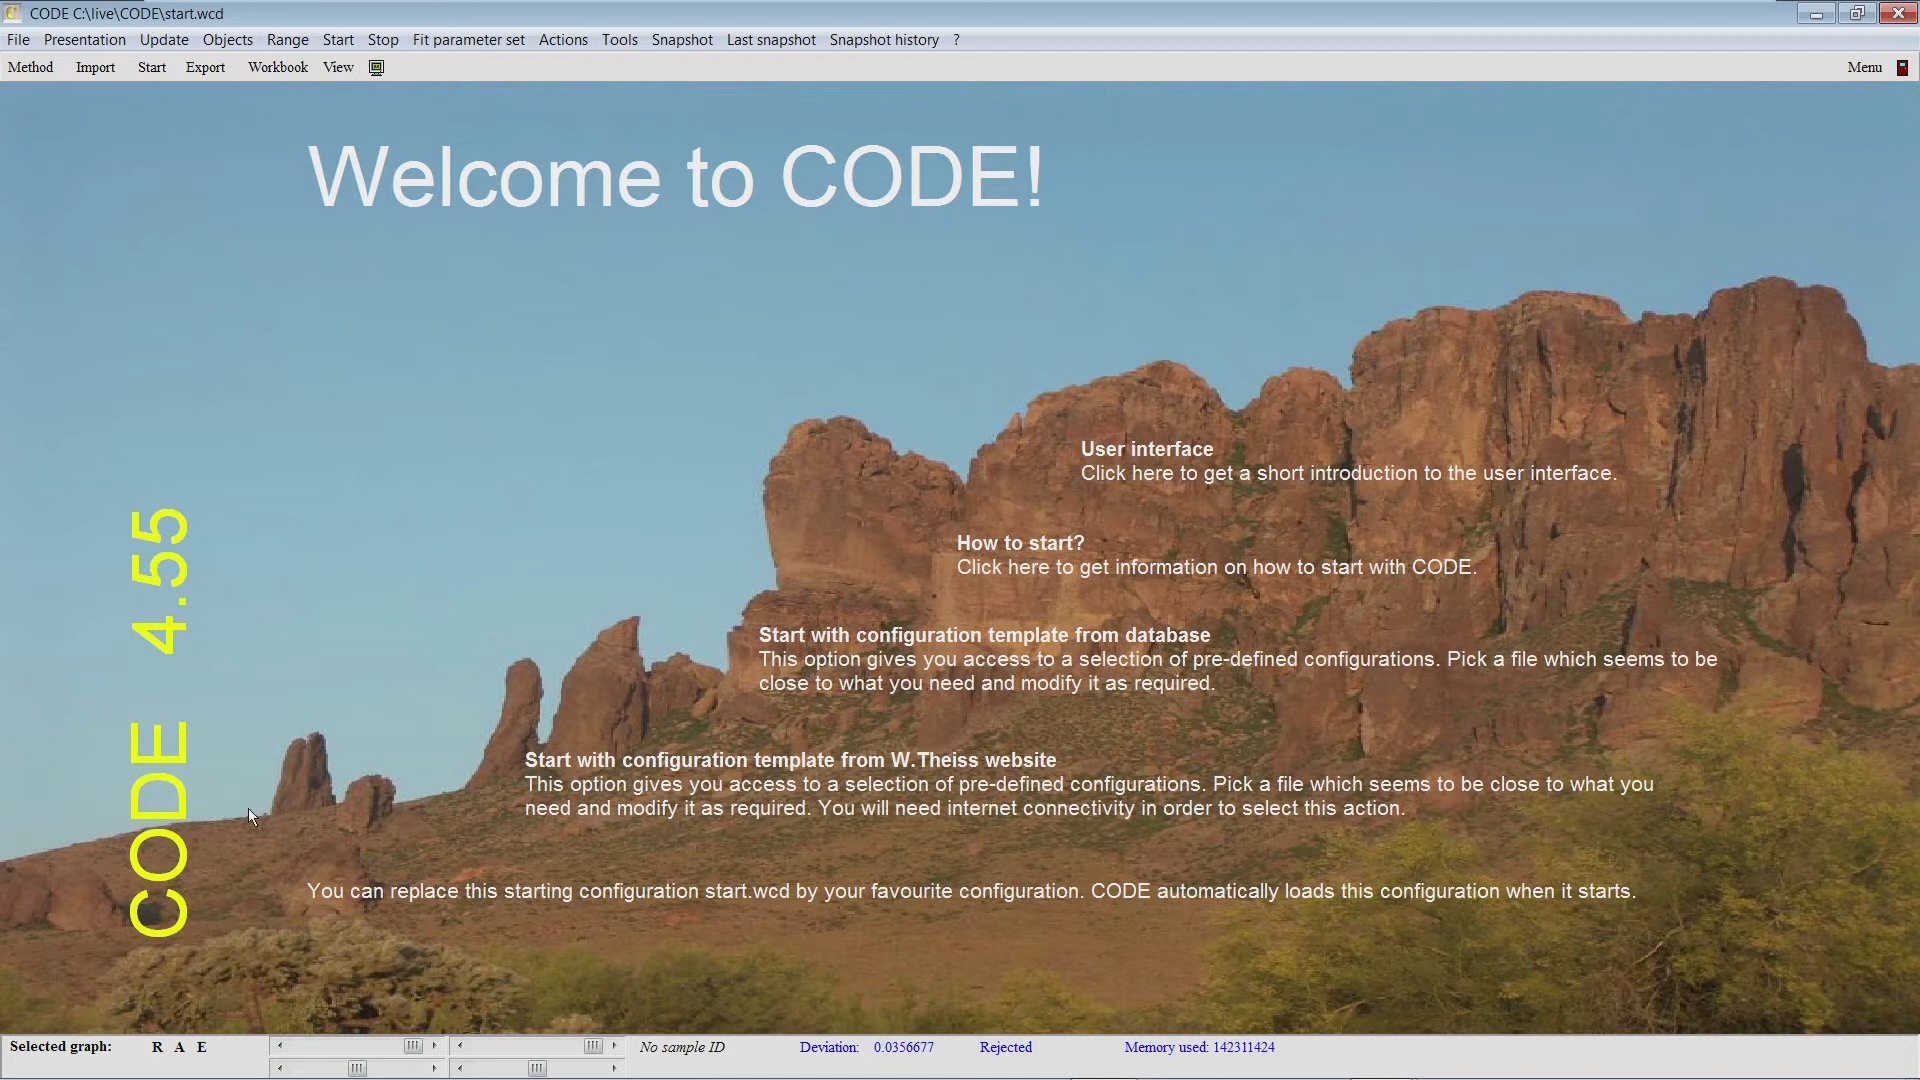 CODE C:\live\CODE\start.wcd
File Presentation Update Objects Range Start Stop Fit parameter set Actions Tools Snapshot Last snapshot Snapshot history ?
Method Import Start Export Workbook View Menu
Welcome to CODE!
User interface
Click here to get a short introduction to the user interface.
How to start?
Click here to get information on how to start with CODE.
Start with configuration template from database
This option gives you access to a selection of pre-defined configurations. Pick a file which seems to be
close to what you need and modify it as required.
Start with configuration template from W.Theiss website
This option gives you access to a selection of pre-defined configurations. Pick a file which seems to be close to what you
need and modify it as required. You will need internet connectivity in order to select this action.
You can replace this starting configuration start.wcd by your favourite configuration. CODE automatically loads this configuration when it starts.
CODE 4.55
Selected graph: R A E No sample ID Deviation: 0.0356677 Rejected Memory used: 142311424